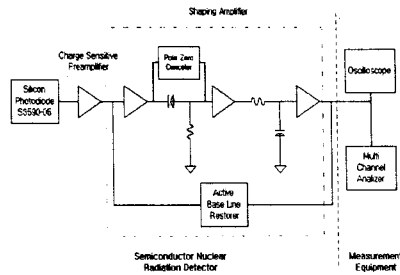 Shaping Amplifier
Charge Sensitive
Preamplifier
Pole Zero
Canceler
Silicon
Photodiode
S3590-06
Oscilloscope
Multi
Channel
Analizer
Active
Base Line
Restorer
Semiconductor Nuclear
Radiation Detector
Measurement
Equipment